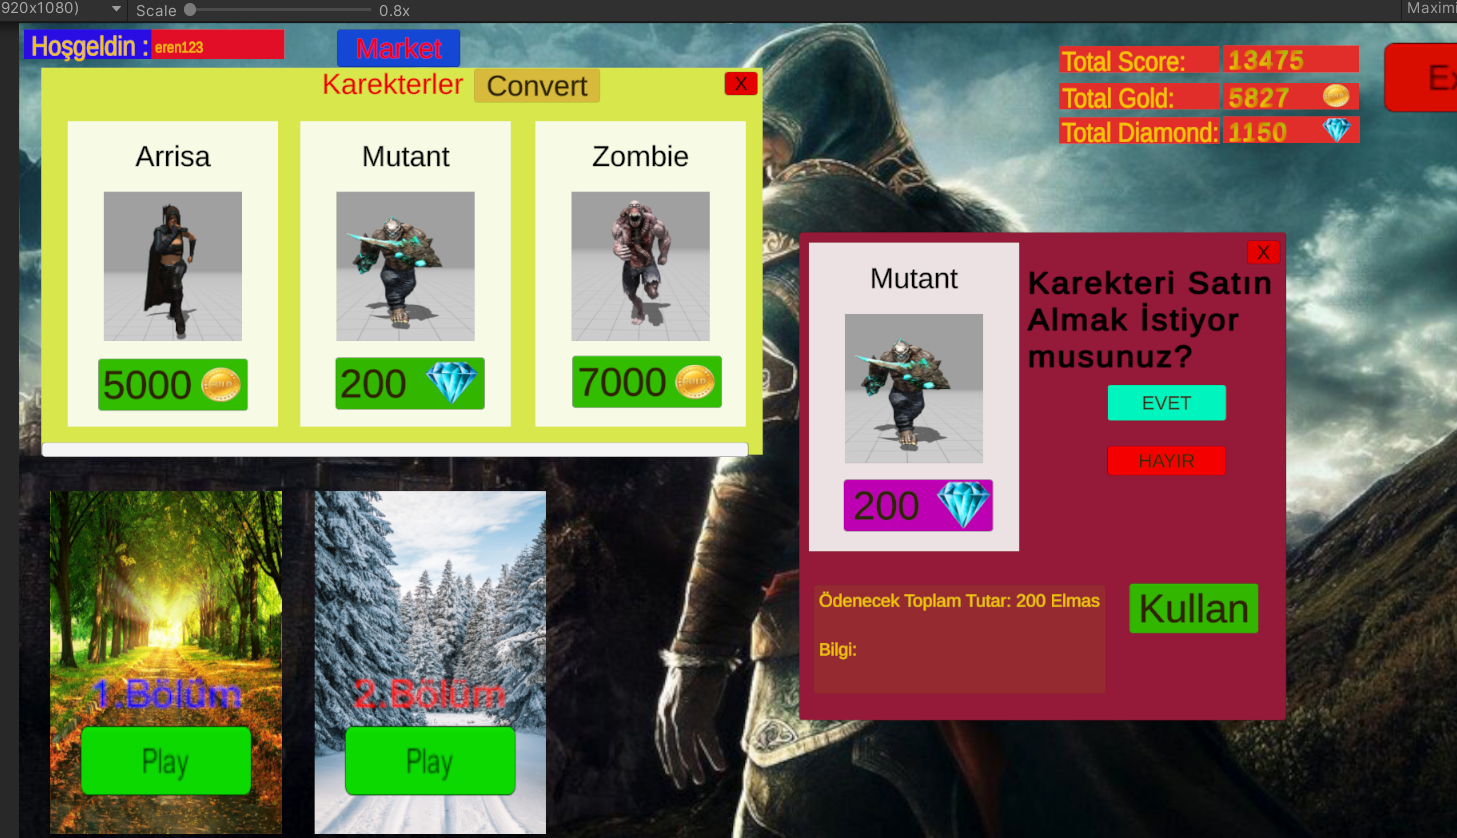 920x1080)
Scale
0.8x
Hoşgeldin :
eren123
Market
Karekterler
Convert
X
Total Score:
13475
Total Gold:
5827
Total Diamond:
1150
Arrisa
Mutant
Zombie
5000
GOLD
200
7000
GOLD
X
Mutant
Karekteri Satın
Almak İstiyor
musunuz?
EVET
HAYIR
200
Ödenecek Toplam Tutar: 200 Elmas
Bilgi:
Kullan
1.Bölüm
2.Bölüm
Play
Play